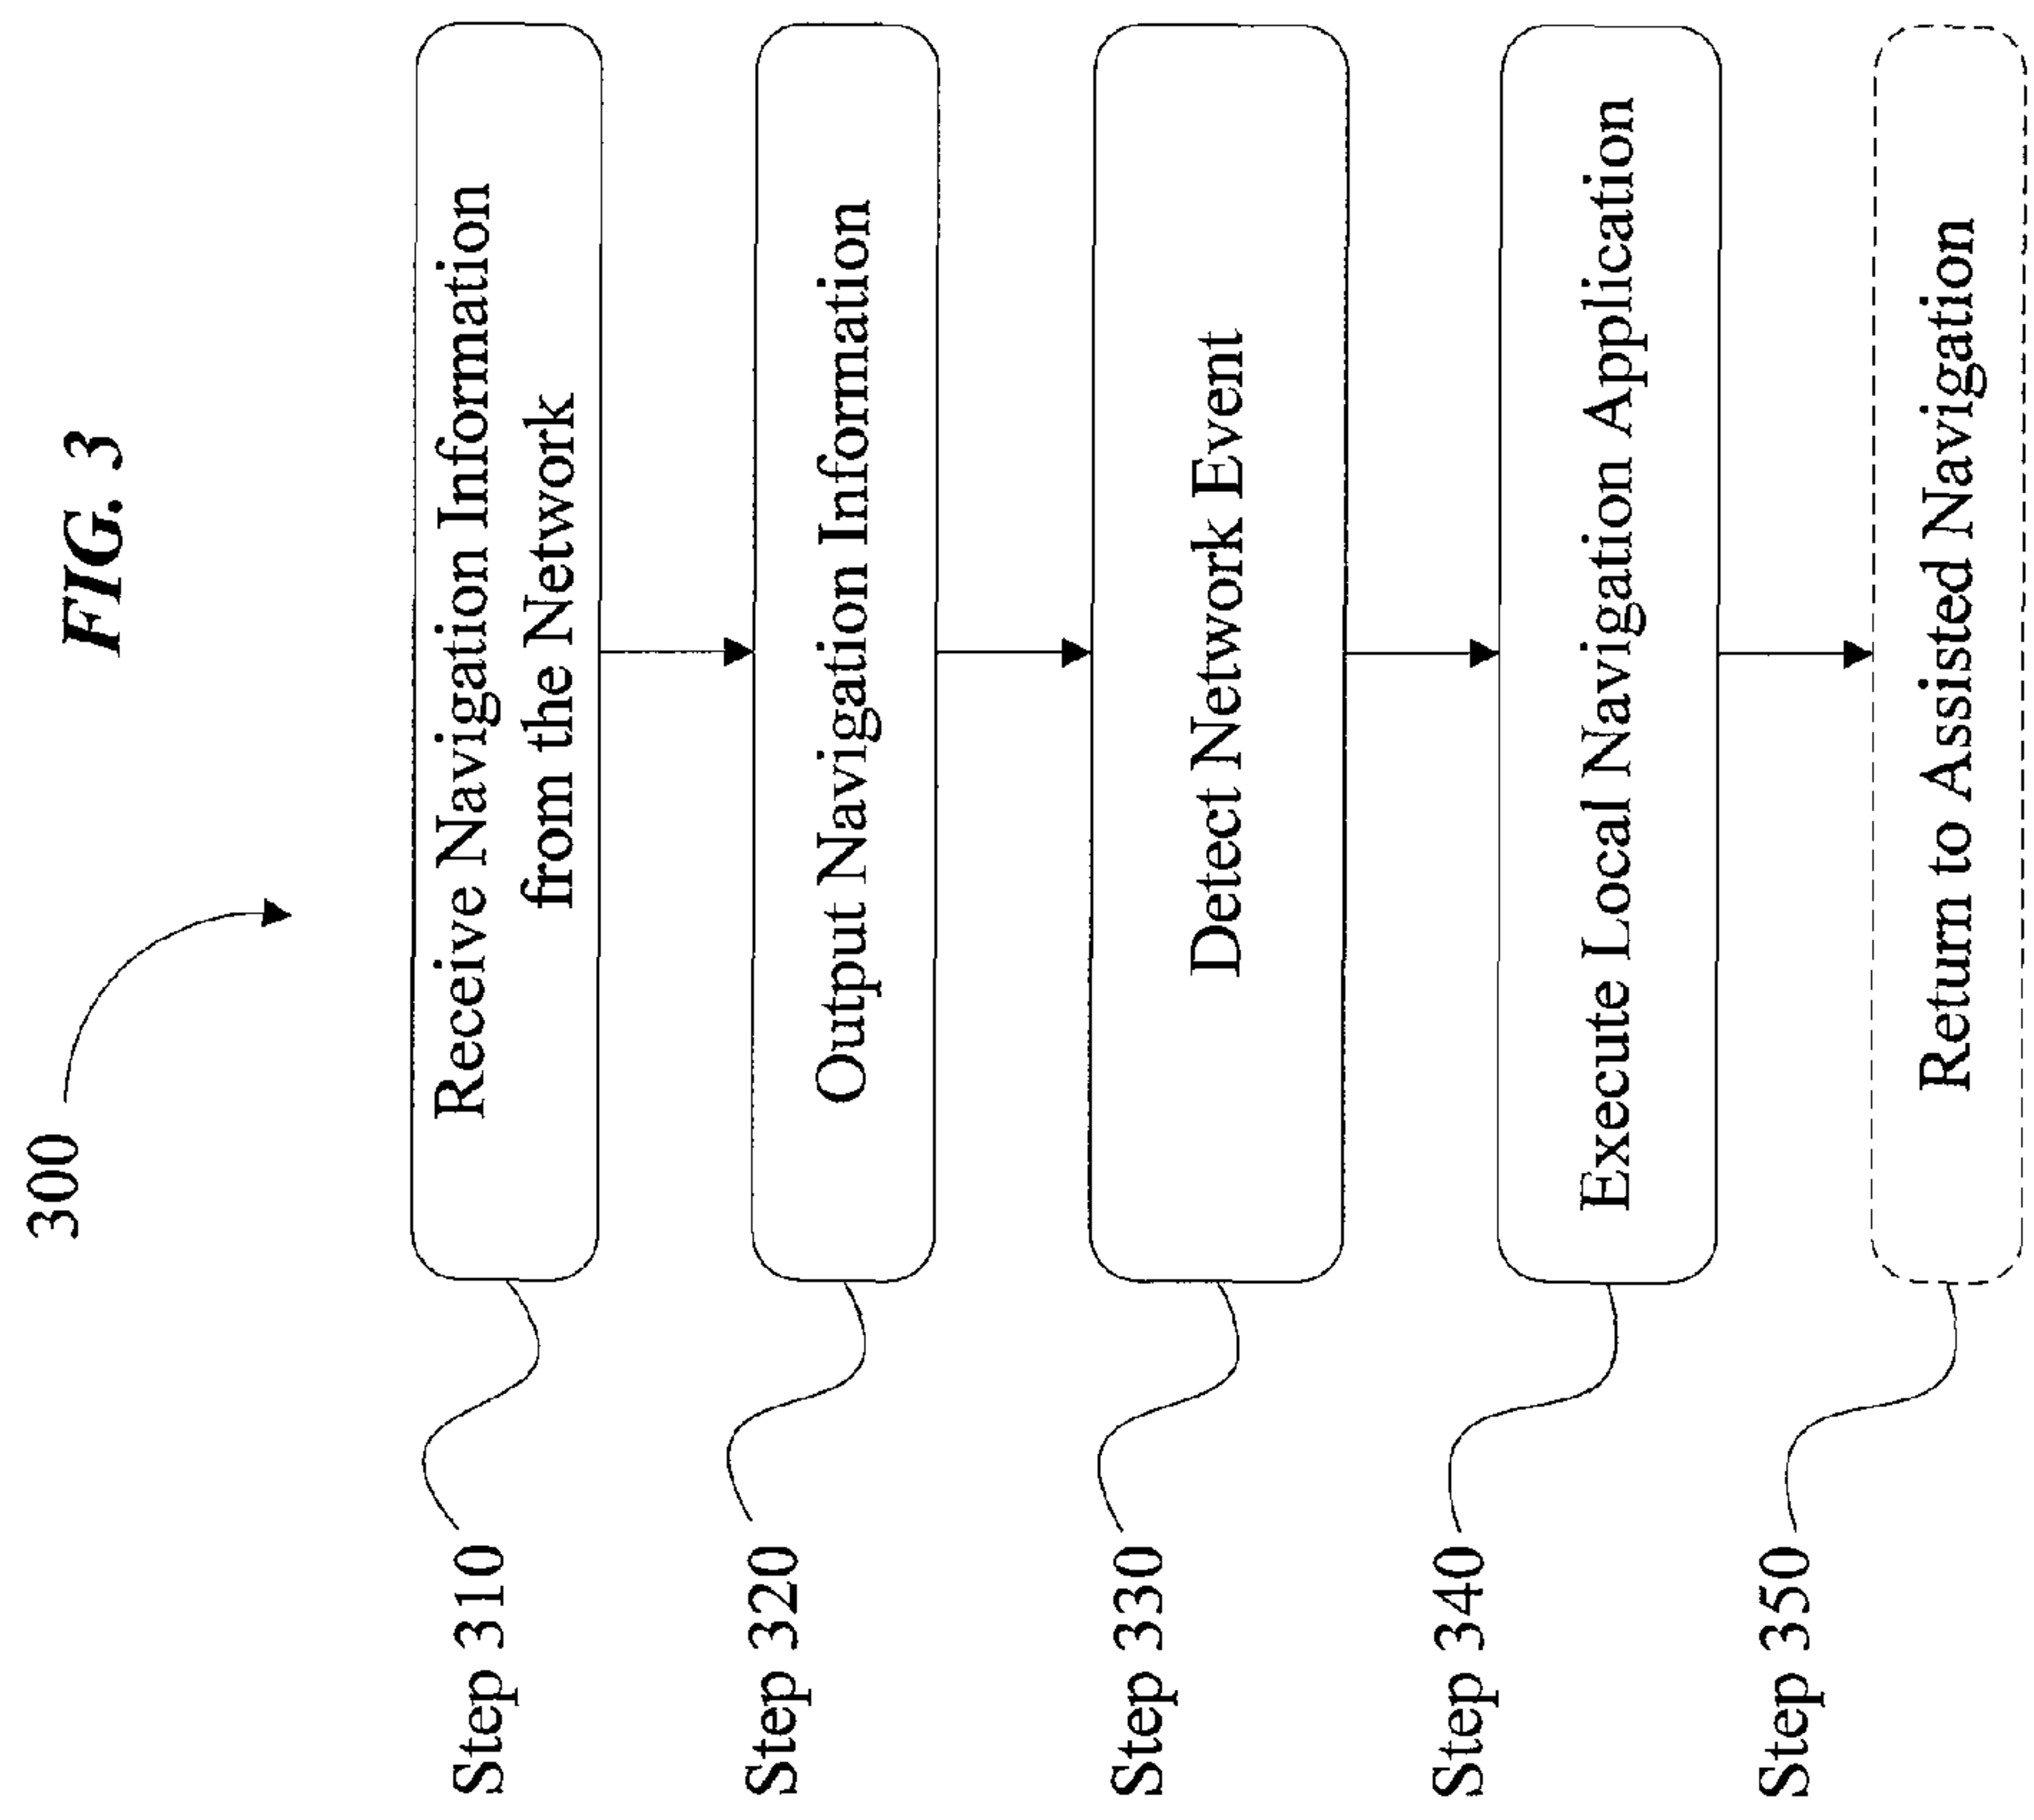 FIG. 3
300
Step 310
Receive Navigation Information
from the Network
Step 320
Output Navigation Information
Step 330
Detect Network Event
Step 340
Execute Local Navigation Application
Step 350
Return to Assisted Navigation